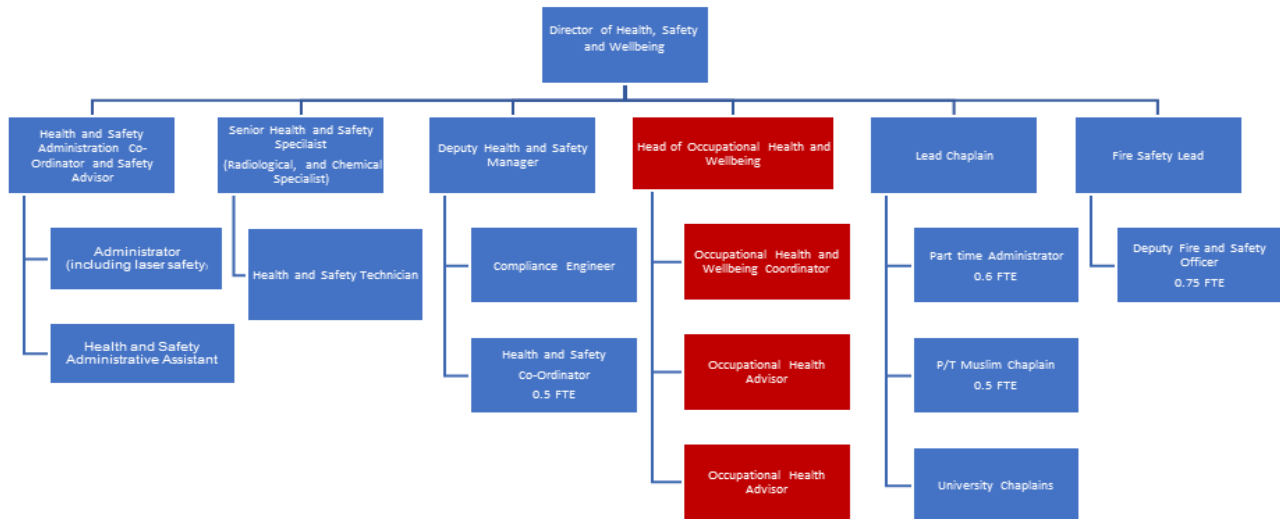 Director of Health, Safety
and Wellbeing
Health and Safety
Administration Co-
Ordinator and Safety
Advisor
Senior Health and Safety
Specilaist
(Radiological, and Chemical
Specialist)
Deputy Health and Safety
Manager
Head of Occupational Health and
Wellbeing
Lead Chaplain
Fire Safety Lead
Administrator
(including laser safety)
Health and Safety Technician
Compliance Engineer
Occupational Health and
Wellbeing Coordinator
Part time Administrator
0.6 FTE
Deputy Fire and Safety
Officer
0.75 FTE
Health and Safety
Administrative Assistant
Health and Safety
Co-Ordinator
0.5 FTE
Occupational Health
Advisor
P/T Muslim Chaplain
0.5 FTE
Occupational Health
Advisor
University Chaplains